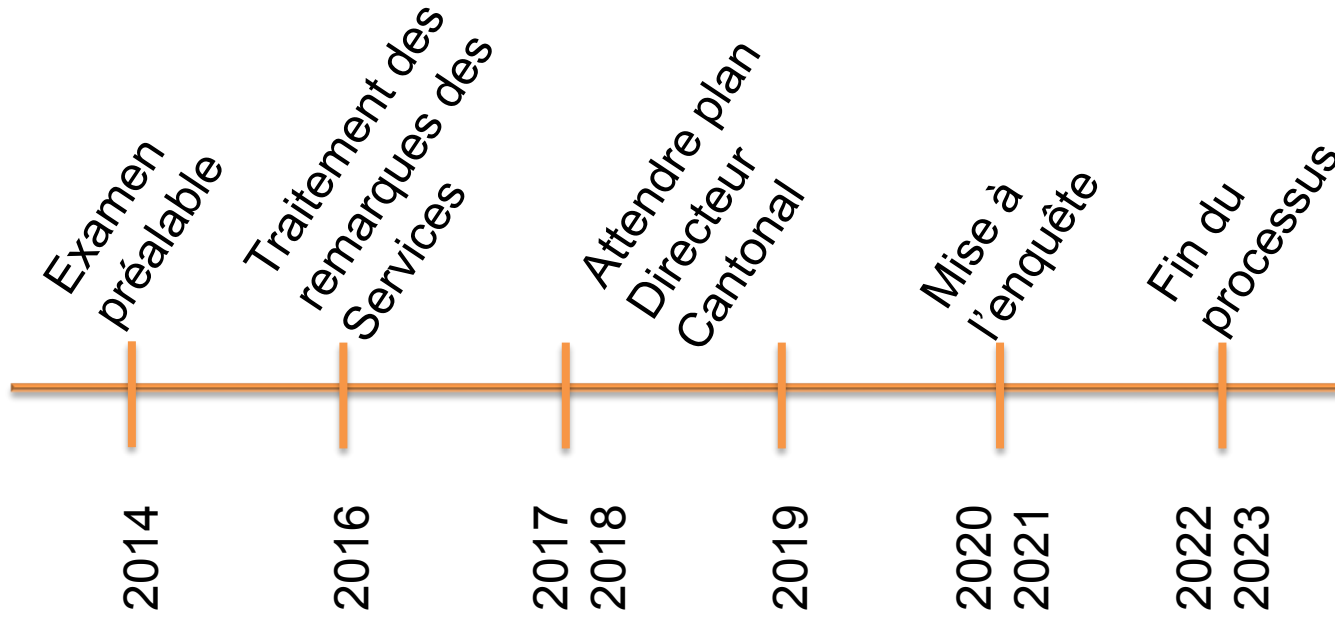 Examen
préalable
Traitement des
remarques des
Services
Attendre plan
Directeur
Cantonal
Mise à
l’enquête
Fin du
processus
2014
2016
2017
2018
2019
2020
2021
2022
2023